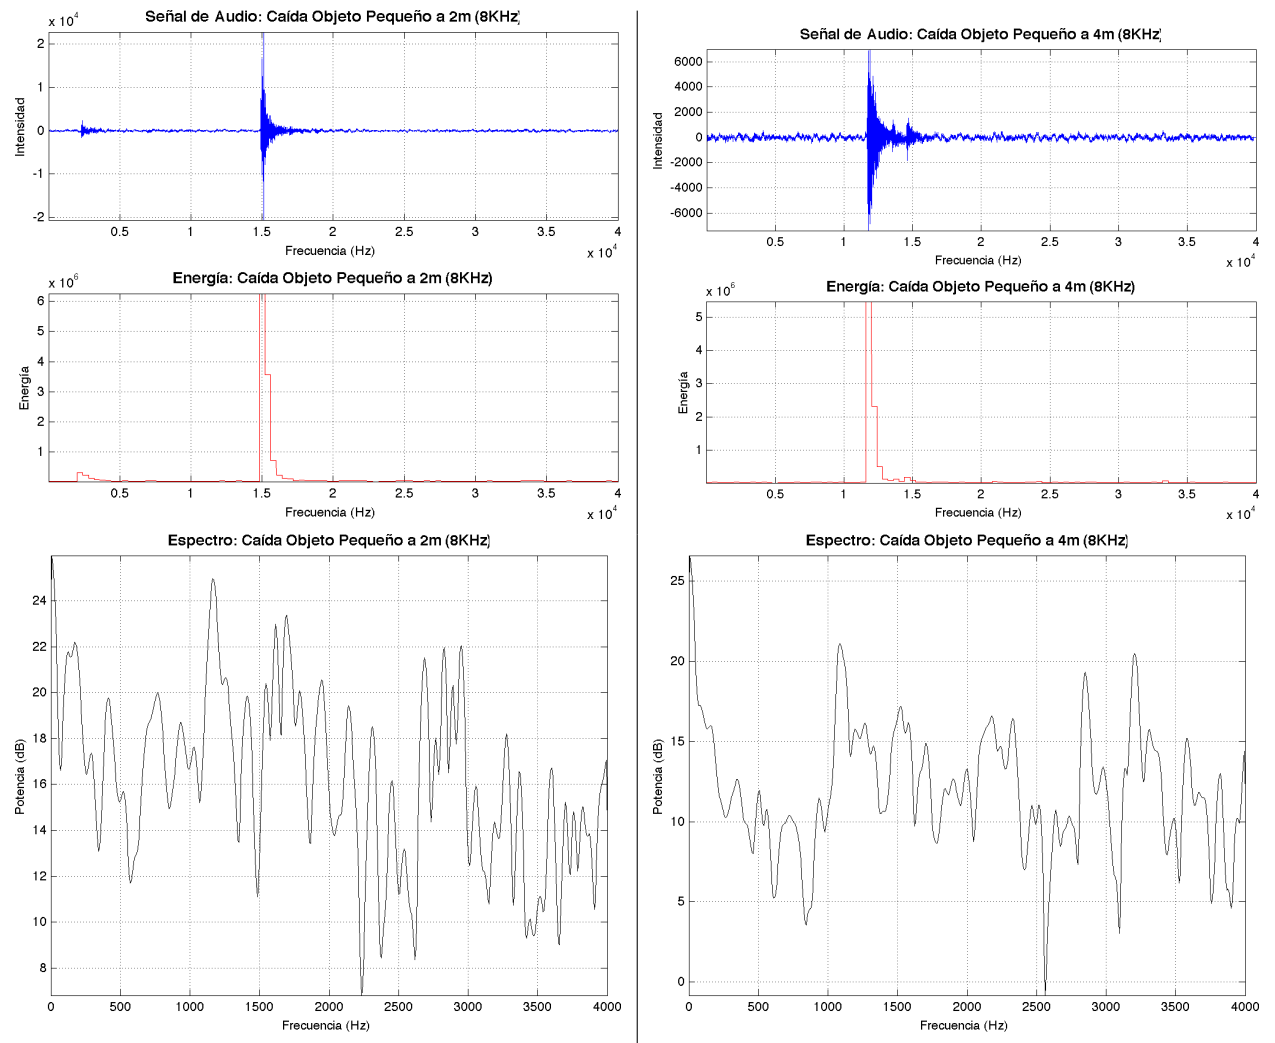 Señal de Audio: Caída Objeto Pequeño a 2m (8KHz)
x 10^4
2
1
0
-1
-2
Intensidad
0.5 1 1.5 2 2.5 3 3.5 4
Frecuencia (Hz)
x 10^4
Energía: Caída Objeto Pequeño a 2m (8KHz)
x 10^6
6
5
4
3
2
1
Energía
0.5 1 1.5 2 2.5 3 3.5 4
Frecuencia (Hz)
x 10^4
Espectro: Caída Objeto Pequeño a 2m (8KHz)
24
22
20
18
16
14
12
10
8
Potencia (dB)
0 500 1000 1500 2000 2500 3000 3500 4000
Frecuencia (Hz)
Señal de Audio: Caída Objeto Pequeño a 4m (8KHz)
6000
4000
2000
0
-2000
-4000
-6000
Intensidad
0.5 1 1.5 2 2.5 3 3.5 4
Frecuencia (Hz)
x 10^4
Energía: Caída Objeto Pequeño a 4m (8KHz)
x 10^6
5
4
3
2
1
Energía
0.5 1 1.5 2 2.5 3 3.5 4
Frecuencia (Hz)
x 10^4
Espectro: Caída Objeto Pequeño a 4m (8KHz)
25
20
15
10
5
0
Potencia (dB)
0 500 1000 1500 2000 2500 3000 3500 4000
Frecuencia (Hz)